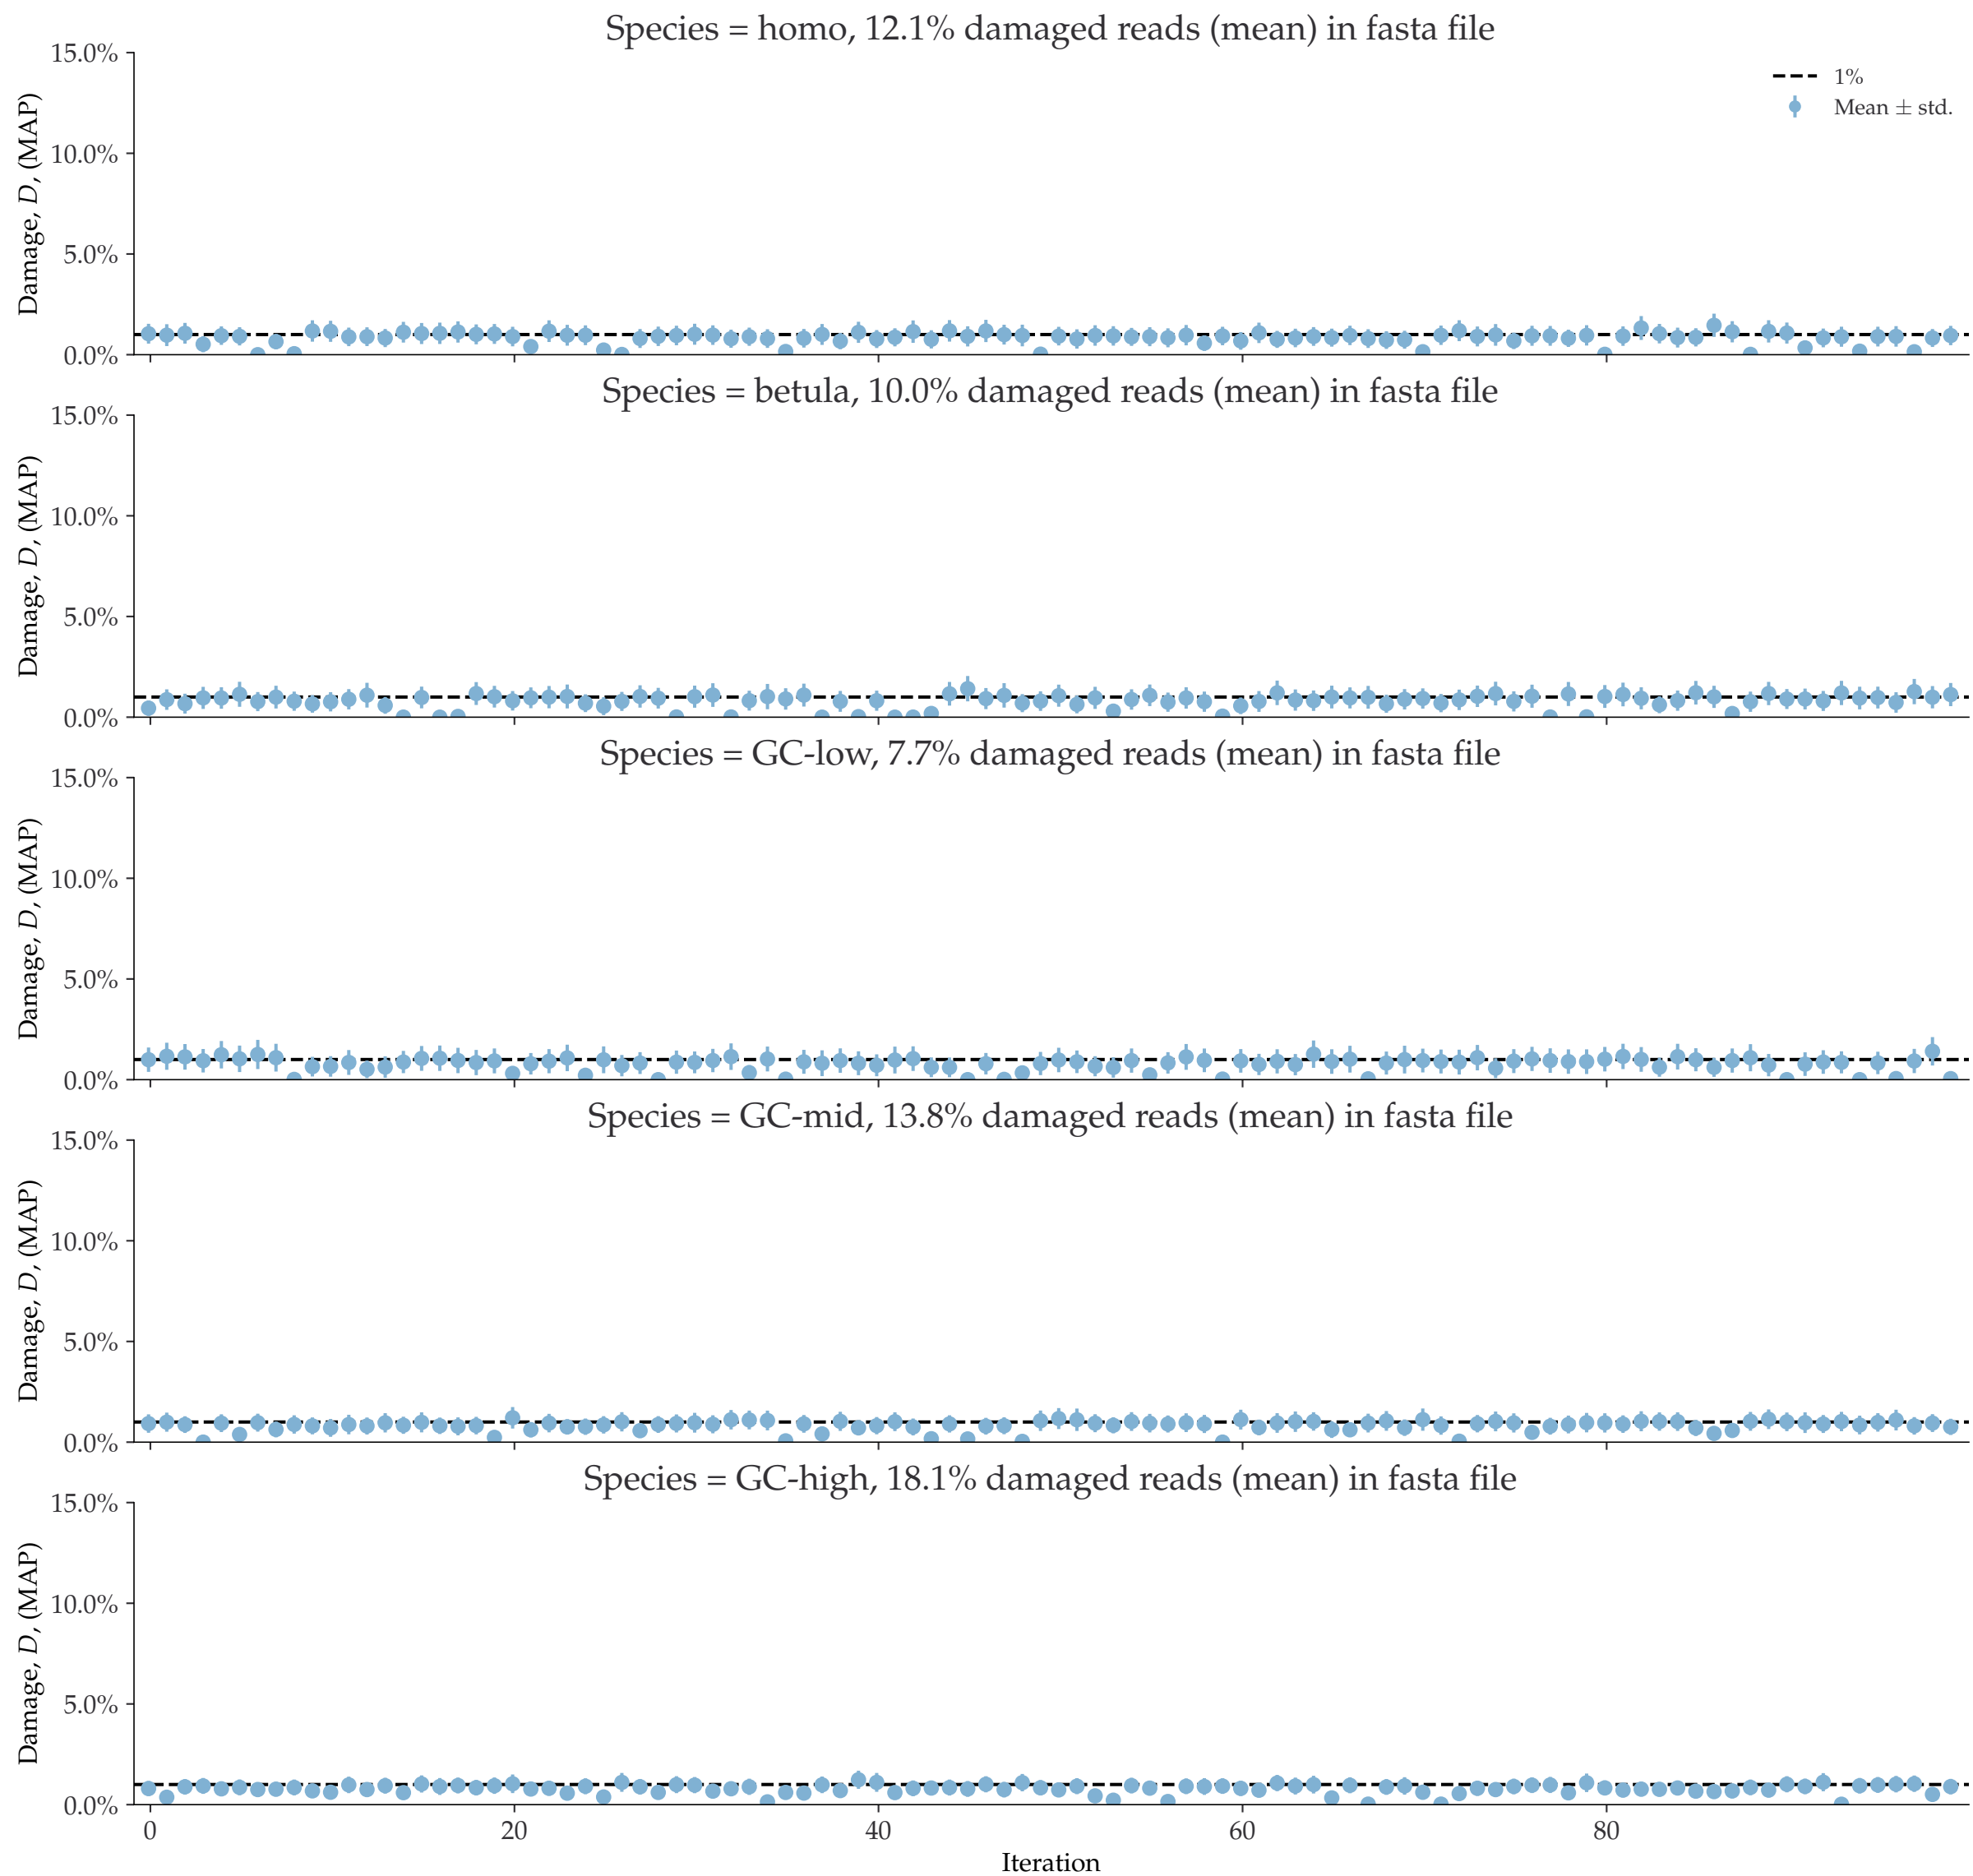 Species = homo, 12.1% damaged reads (mean) in fasta file
15.0%
10.0%
5.0%
0.0%
Damage, D, (MAP)
1%
Mean ± std.
Species = betula, 10.0% damaged reads (mean) in fasta file
15.0%
10.0%
5.0%
0.0%
Damage, D, (MAP)
Species = GC-low, 7.7% damaged reads (mean) in fasta file
15.0%
10.0%
5.0%
0.0%
Damage, D, (MAP)
Species = GC-mid, 13.8% damaged reads (mean) in fasta file
15.0%
10.0%
5.0%
0.0%
Damage, D, (MAP)
Species = GC-high, 18.1% damaged reads (mean) in fasta file
15.0%
10.0%
5.0%
0.0%
Damage, D, (MAP)
0 20 40 60 80
Iteration